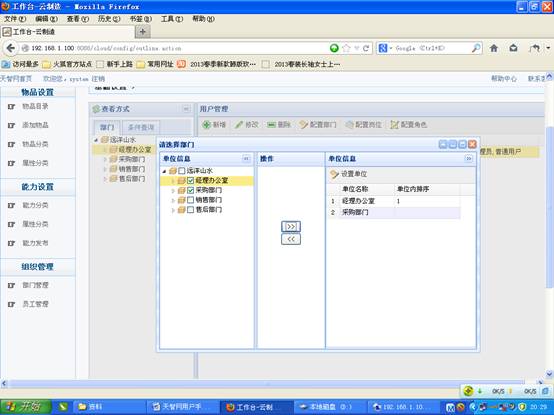 工作台-云制造 - Mozilla Firefox
文件(F) 编辑(E) 查看(V) 历史(S) 书签(B) 工具(T) 帮助(H)
工作台-云制造
192.168.1.100:8088/cloud/config/outline.action
Google <Ctrl+E>
访问最多 火狐官方站点 新手上路 常用网址 2013春季新款韩版欧… 2013春装长袖女士上…
天智网首页 欢迎您，system 注销 帮助中心
物品设置
物品目录
添加物品
物品分类
属性分类
能力设置
能力分类
属性分类
能力发布
组织管理
部门管理
员工管理
查看方式
部门 条件查询
远洋山水
经理办公室
采购部门
销售部门
售后部门
用户管理
新增 修改 删除 配置部门 配置岗位 配置角色
普通用户
请选择部门
单位信息 操作 单位信息
远洋山水
经理办公室
采购部门
销售部门
售后部门
>>
<<
设置单位
单位名称 单位内排序
1 经理办公室 1
2 采购部门
0K/S 0K/S
开始 资料 天智网用户手... 工作台-云制... 本地磁盘 (D:) 192.168.1.10... 20:29